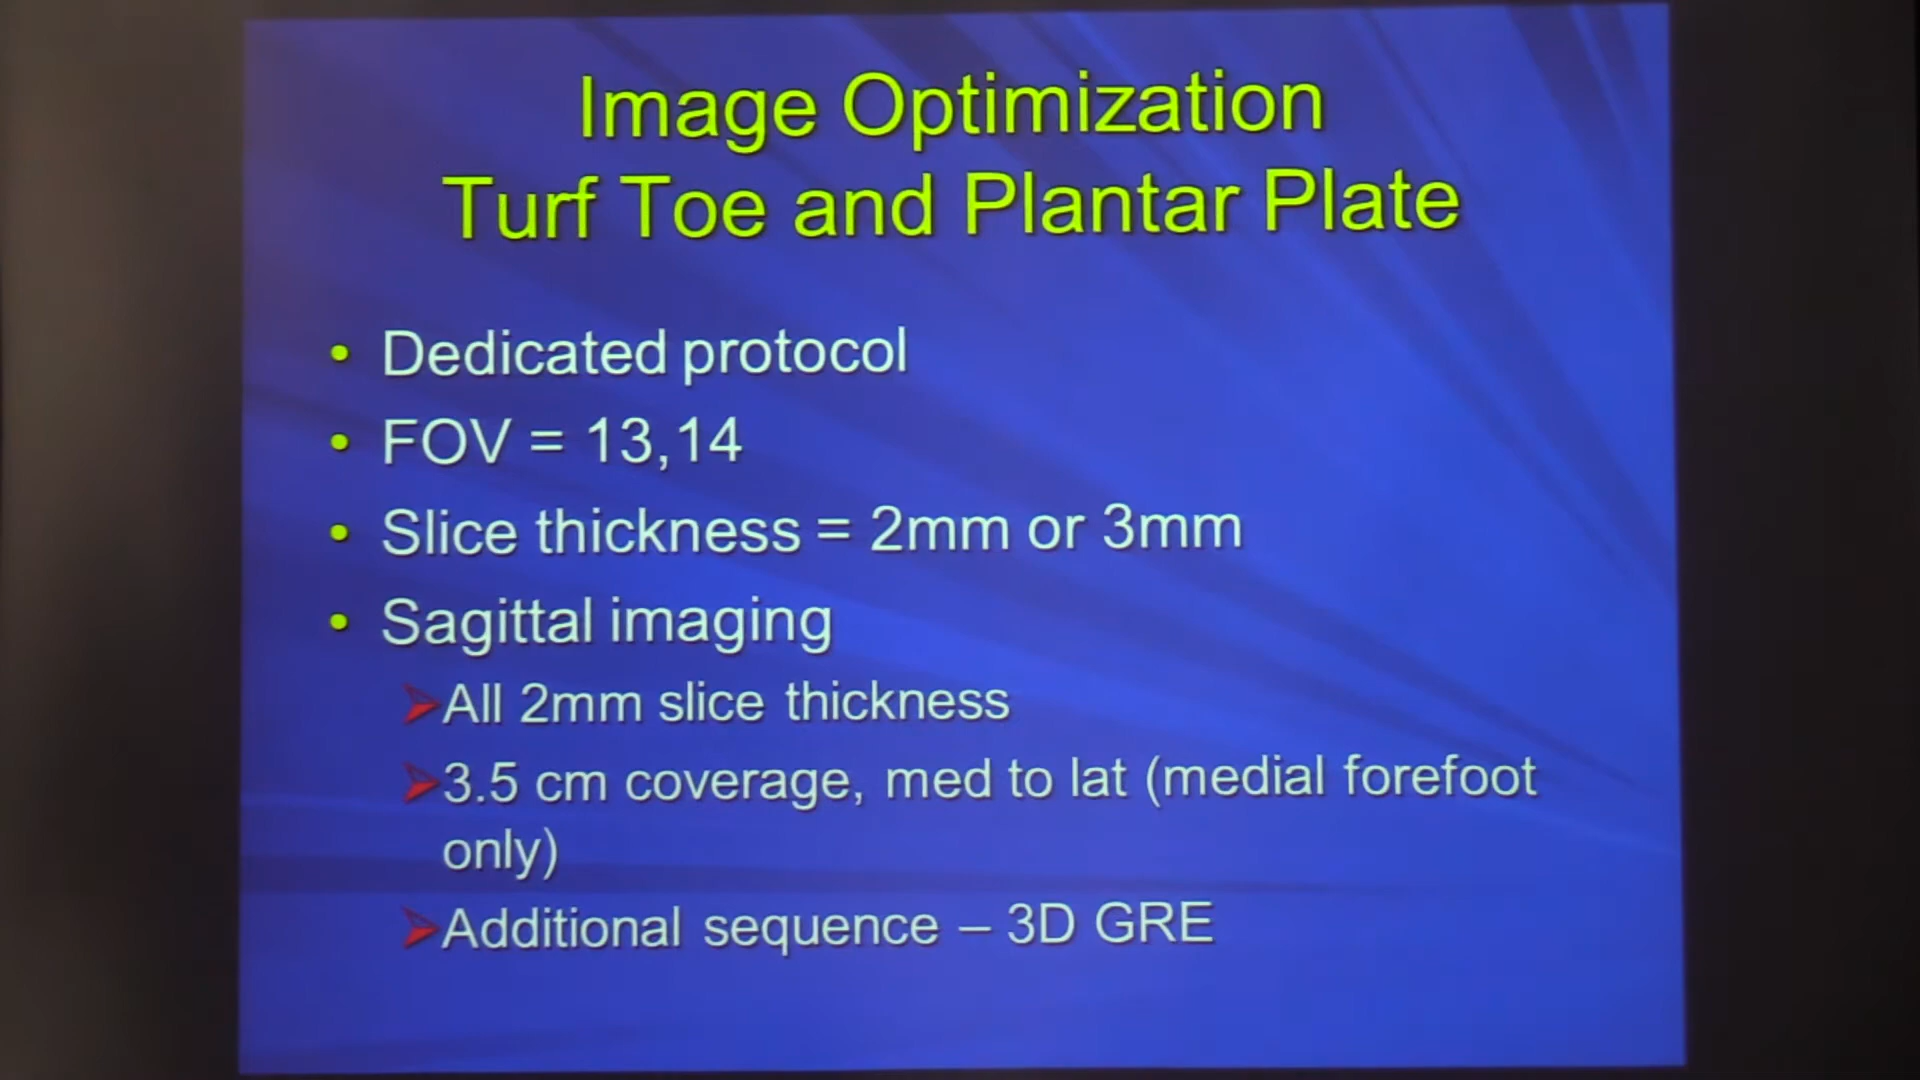 Image Optimization
Turf Toe and Plantar Plate
• Dedicated protocol
• FOV = 13,14
• Slice thickness = 2mm or 3mm
• Sagittal imaging
➢All 2mm slice thickness
➢3.5 cm coverage, med to lat (medial forefoot
only)
➢Additional sequence – 3D GRE